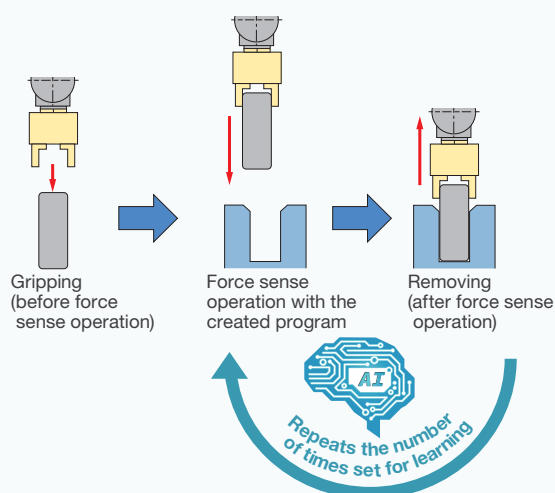 Gripping
(before force
sense operation)
Force sense
operation with the
created program
Removing
(after force sense
operation)
AI
Repeats the number
of times set for learning